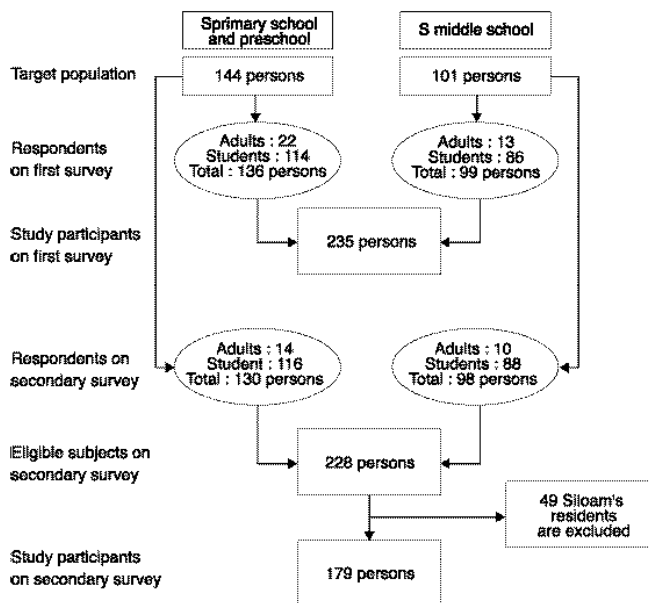 Sprimary school
and preschool
S middle school
Target population
144 persons
101 persons
Respondents
on first survey
Adults : 22
Students : 114
Total : 136 persons
Adults : 13
Students : 86
Total : 99 persons
Study participants
on first survey
235 persons
Respondents on
secondary survey
Adults : 14
Student : 116
Total : 130 persons
Adults : 10
Students : 88
Total : 98 persons
Eligible subjects on
secondary survey
228 persons
49 Siloam's
residents
are excluded
Study participants
on secondary survey
179 persons